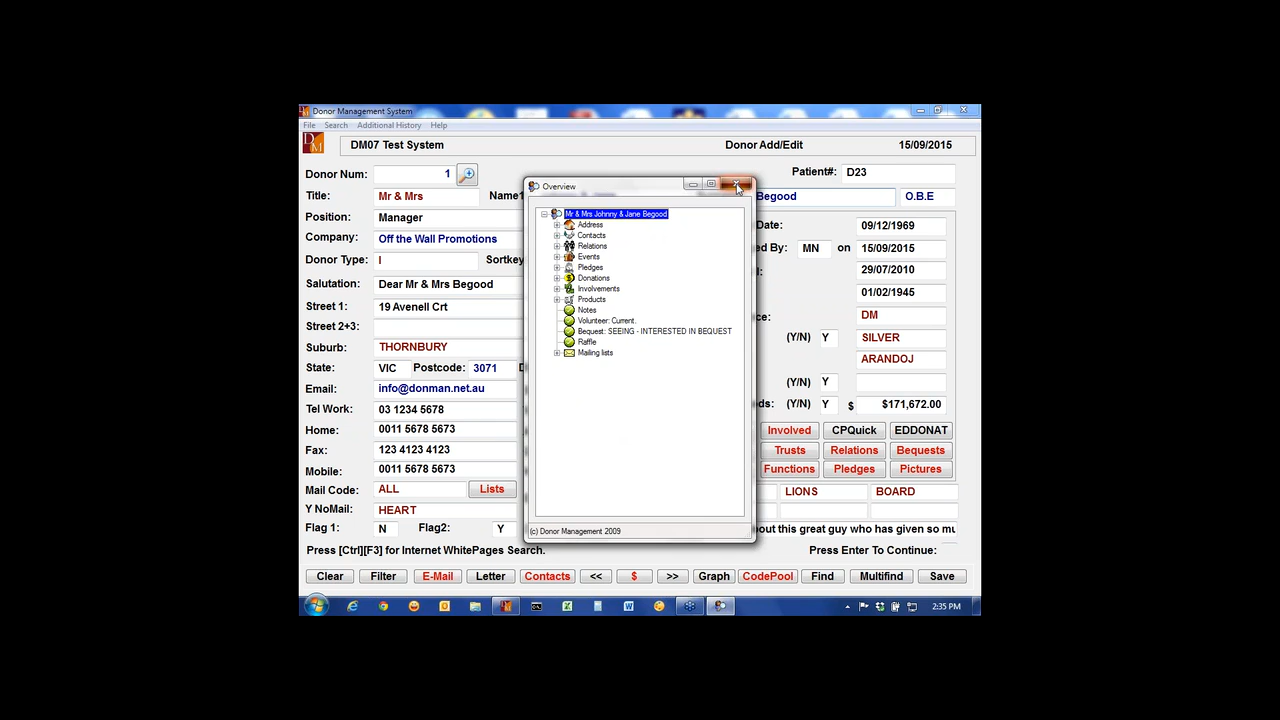 Donor Management System
File Search Additional History Help
DM07 Test System Donor Add/Edit 15/09/2015
Donor Num: 1 Patient#: D23
Overview
Title: Mr & Mrs Name1 Begood O.B.E
Position: Manager Date: 09/12/1969
Company: Off the Wall Promotions ed By: MN on 15/09/2015
Donor Type: I Sortkey 29/07/2010
Salutation: Dear Mr & Mrs Begood 01/02/1945
Street 1: 19 Avenell Crt DM
Street 2+3: (Y/N) Y SILVER
Suburb: THORNBURY ARANDOJ
State: VIC Postcode: 3071
Email: info@donman.net.au (Y/N) Y
Tel Work: 03 1234 5678 ds: (Y/N) Y $ $171,672.00
Home: 0011 5678 5673 Involved CPQuick EDDONAT
Fax: 123 4123 4123 Trusts Relations Bequests
Mobile: 0011 5678 5673 Functions Pledges Pictures
Mail Code: ALL Lists LIONS BOARD
Y NoMail: HEART
Flag 1: N Flag2: Y out this great guy who has given so mu
Mr & Mrs Johnny & Jane Begood
Address
Contacts
Relations
Events
Pledges
Donations
Involvements
Products
Notes
Volunteer: Current.
Bequest: SEEING - INTERESTED IN BEQUEST
Raffle
Mailing lists
(c) Donor Management 2009
Press [Ctrl][F3] for Internet WhitePages Search. Press Enter To Continue:
Clear Filter E-Mail Letter Contacts << $ >> Graph CodePool Find Multifind Save
2:35 PM